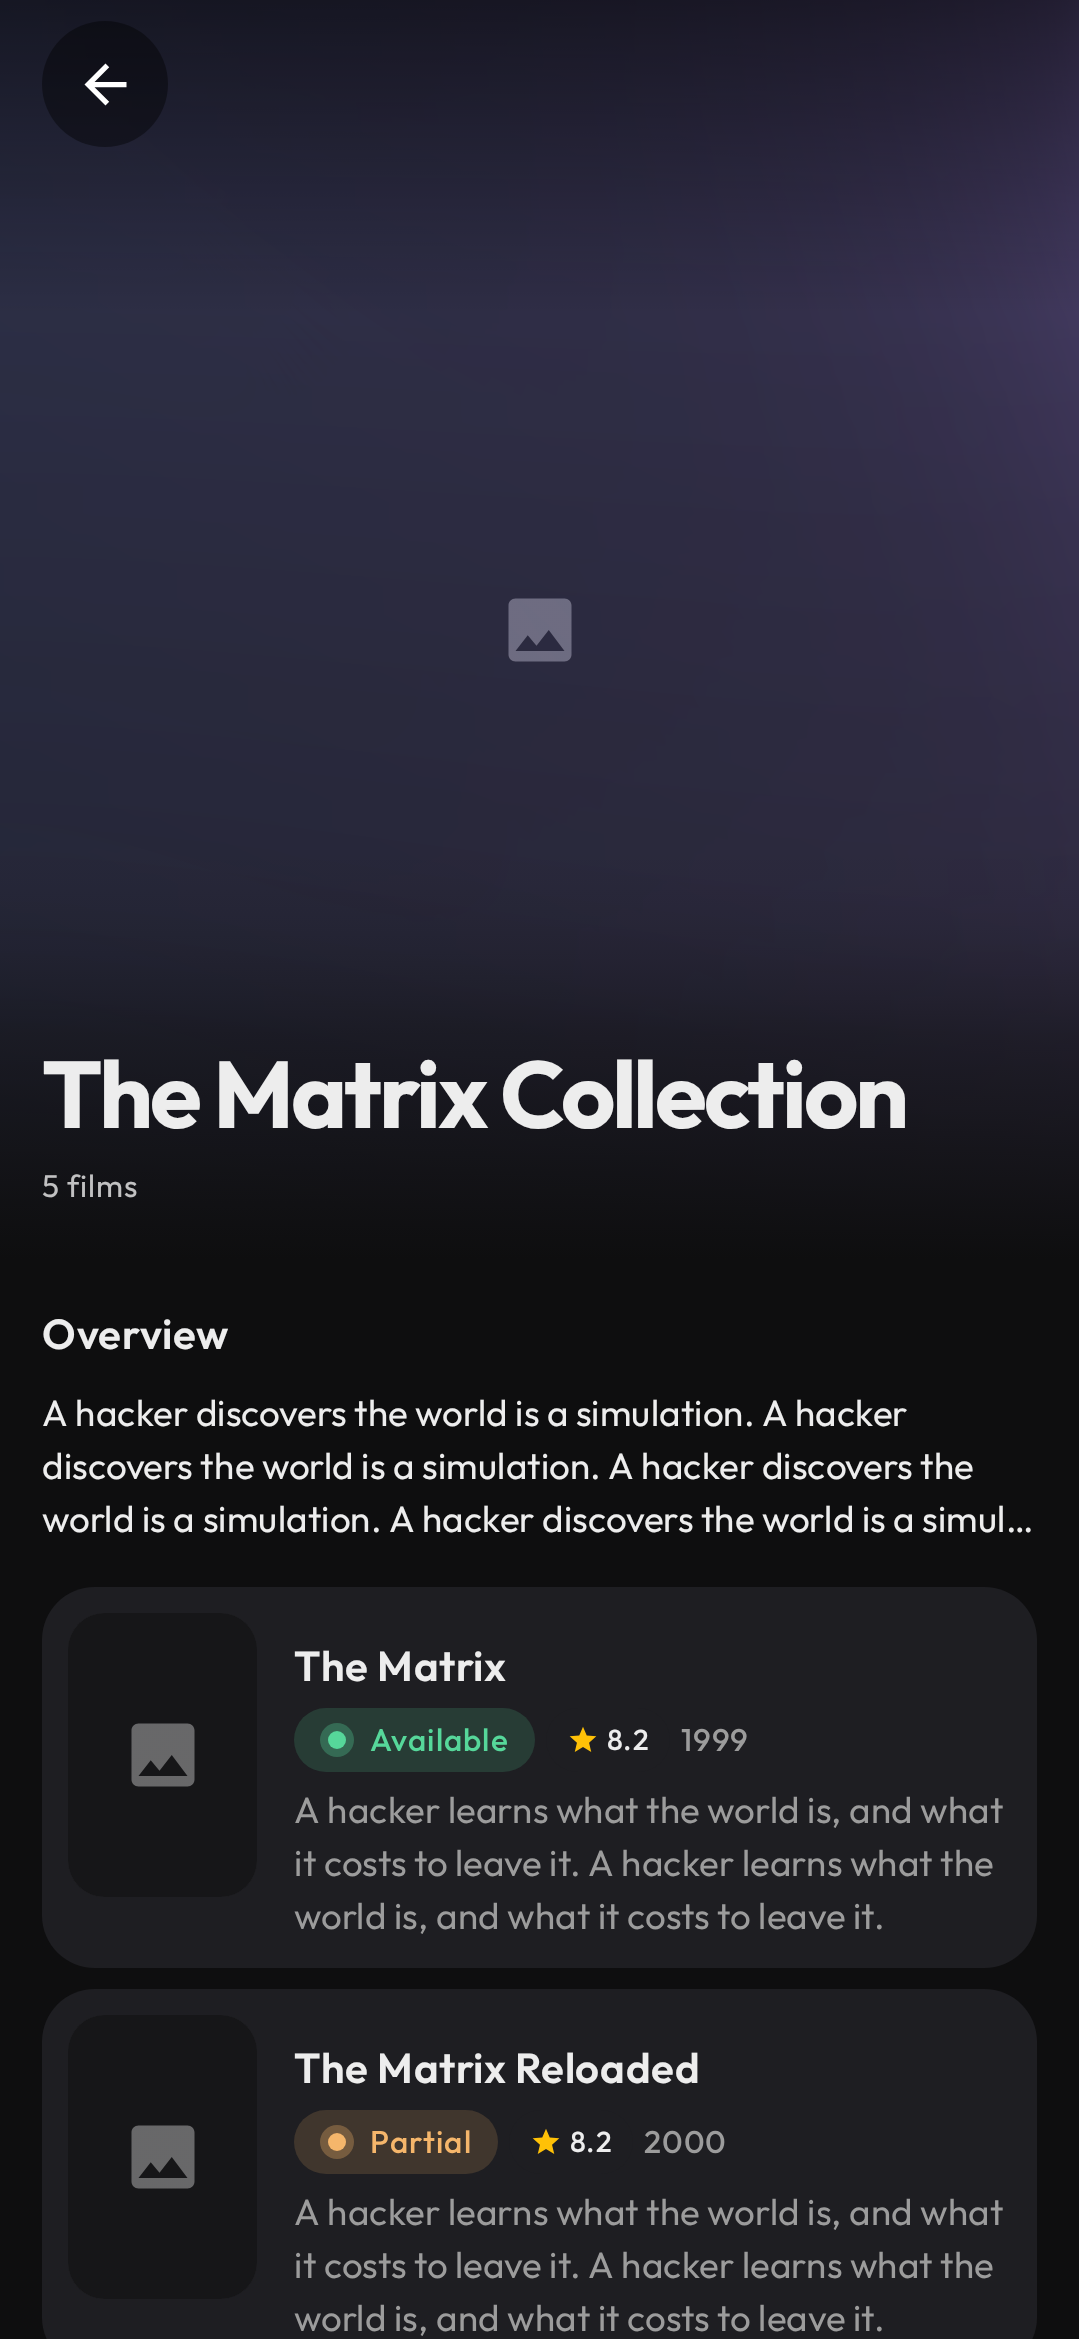 The Matrix Collection
5 films
Overview
A hacker discovers the world is a simulation. A hacker
discovers the world is a simulation. A hacker discovers the
world is a simulation. A hacker discovers the world is a simul...
The Matrix
Available 8.2 1999
A hacker learns what the world is, and what
it costs to leave it. A hacker learns what the
world is, and what it costs to leave it.
The Matrix Reloaded
Partial 8.2 2000
A hacker learns what the world is, and what
it costs to leave it. A hacker learns what the
world is, and what it costs to leave it.